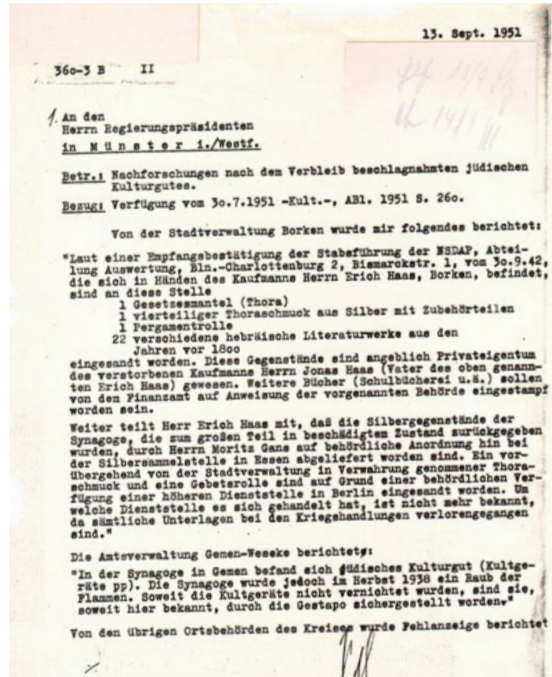 13. Sept. 1951
36o-3 B II
1. An den
Herrn Regierungspräsidenten
in Münster i./Westf.
Betr.: Nachforschungen nach dem Verbleib beschlagnahmten jüdischen
Kulturgutes.
Bezug: Verfügung vom 3o.7.1951 -Kult.-, ABl. 1951 S. 26o.
Von der Stadtverwaltung Borken wurde mir folgendes berichtet:
"Laut einer Empfangsbestätigung der Stabsführung der NSDAP, Abtei-
lung Auswertung, Bln.-Charlottenburg 2, Bismarckstr. 1, vom 3o.9.42,
die sich in Händen des Kaufmanns Herrn Erich Haas, Borken, befindet,
sind an diese Stelle
1 Gesetzesmantel (Thora)
1 vierteiliger Thoraschmuck aus Silber mit Zubehörteilen
1 Pergamentrolle
22 verschiedene hebräische Literaturwerke aus den
Jahren vor 18oo
eingesandt worden. Diese Gegenstände sind angeblich Privateigentum
des verstorbenen Kaufmanns Herrn Jonas Haas (Vater des oben genann-
ten Erich Haas) gewesen. Weitere Bücher (Schulbücherei u.ä.) sollen
von dem Finanzamt auf Anweisung der vorgenannten Behörde eingestampf
worden sein.
Weiter teilt Herr Erich Haas mit, daß die Silbergegenstände der
Synagoge, die zum großen Teil in beschädigtem Zustand zurückgegeben
wurden, durch Herrn Moritz Gans auf behördliche Anordnung hin bei
der Silbersammelstelle in Essen abgeliefert worden sind. Ein vor-
übergehend von der Stadtverwaltung in Verwahrung genommener Thora-
schmuck und eine Gebetsrolle sind auf Grund einer behördlichen Ver-
fügung einer höheren Dienststelle in Berlin eingesandt worden. Um
welche Dienststelle es sich gehandelt hat, ist nicht mehr bekannt,
da sämtliche Unterlagen bei den Kriegshandlungen verlorengegangen
sind."
Die Amtsverwaltung Gemen-Weseke berichtet:
"In der Synagoge in Gemen befand sich jüdisches Kulturgut (Kultge-
räte pp). Die Synagoge wurde jedoch im Herbst 1938 ein Raub der
Flammen. Soweit die Kultgeräte nicht vernichtet wurden, sind sie,
soweit hier bekannt, durch die Gestapo sichergestellt worden."
Von den übrigen Ortsbehörden des Kreises wurde Fehlanzeige berichtet